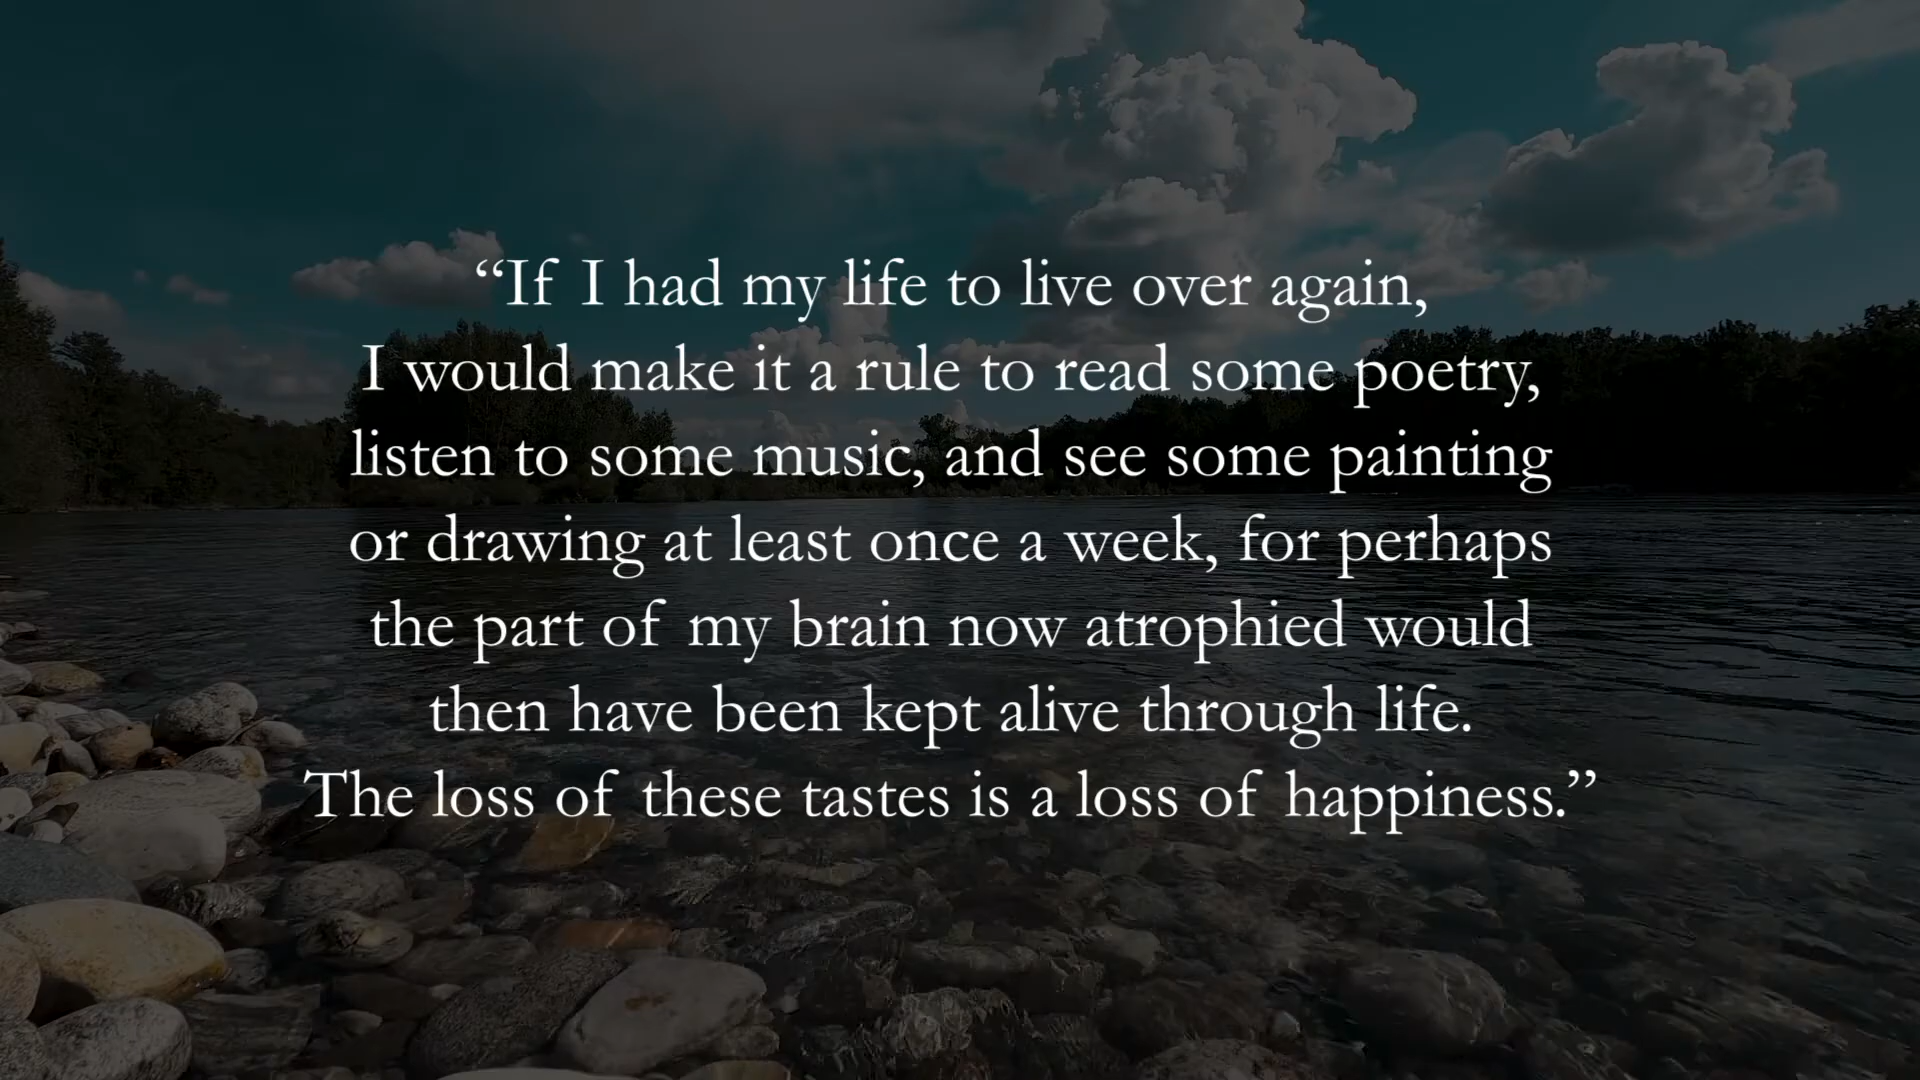 “If I had my life to live over again,
I would make it a rule to read some poetry,
listen to some music, and see some painting
or drawing at least once a week, for perhaps
the part of my brain now atrophied would
then have been kept alive through life.
The loss of these tastes is a loss of happiness.”